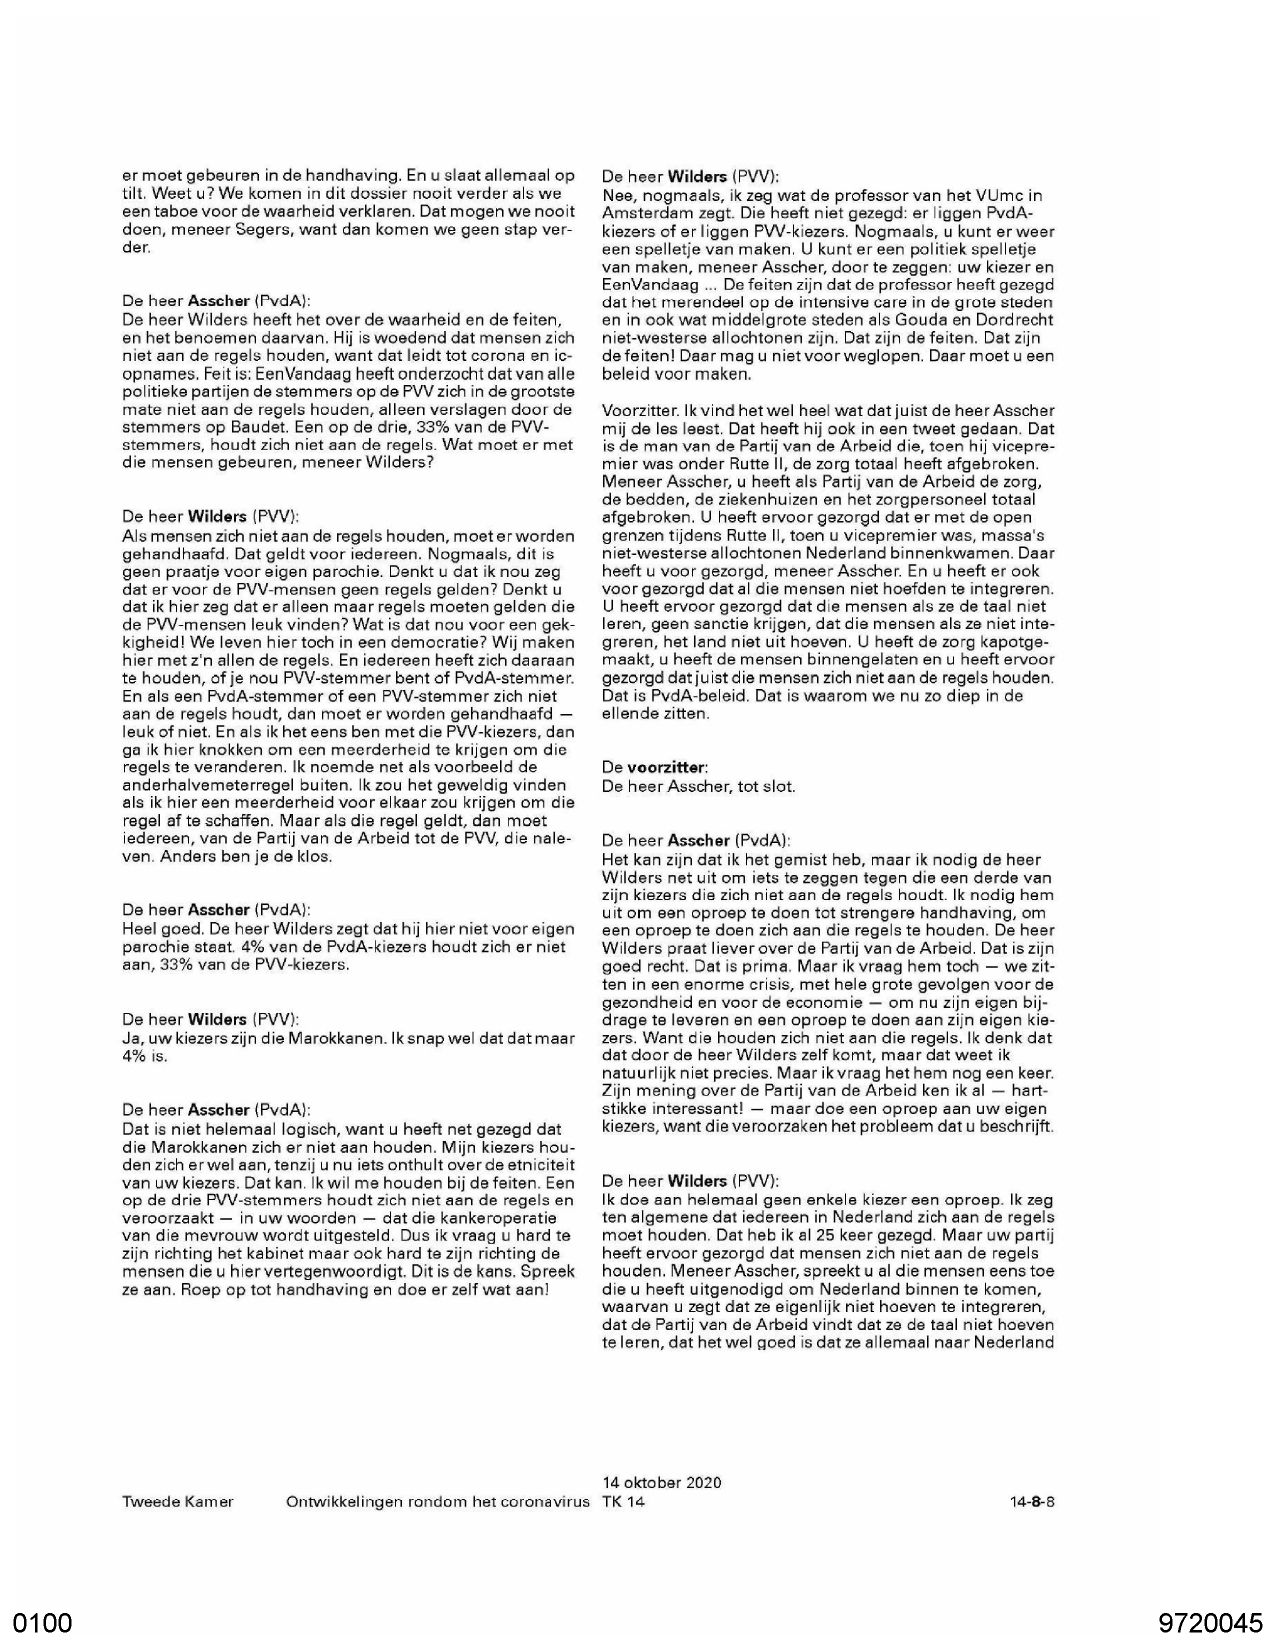 er moet gebeuren in de handhaving. En u slaat allemaal op
tilt. Weet u? We komen in dit dossier nooit verder als we
een taboe voor de waarheid verklaren. Dat mogen we nooit
doen, meneer Segers, want dan komen we geen stap ver-
der.
De heer Asscher (PvdA):
De heer Wilders heeft het over de waarheid en de feiten,
en het benoemen daarvan. Hij is woedend dat mensen zich
niet aan de regels houden, want dat leidt tot corona en ic-
opnames. Feit is: EenVandaag heeft onderzocht dat van alle
politieke partijen de stemmers op de PVV zich in de grootste
mate niet aan de regels houden, alleen verslagen door de
stemmers op Baudet. Een op de drie, 33% van de PVV-
stemmers, houdt zich niet aan de regels. Wat moet er met
die mensen gebeuren, meneer Wilders?
De heer Wilders (PVV):
Als mensen zich niet aan de regels houden, moet er worden
gehandhaafd. Dat geldt voor iedereen. Nogmaals, dit is
geen praatje voor eigen parochie. Denkt u dat ik nou zeg
dat er voor de PVV-mensen geen regels gelden? Denkt u
dat ik hier zeg dat er alleen maar regels moeten gelden die
de PVV-mensen leuk vinden? Wat is dat nou voor een gek-
kigheid! We leven hier toch in een democratie? Wij maken
hier met z'n allen de regels. En iedereen heeft zich daaraan
te houden, of je nou PVV-stemmer bent of PvdA-stemmer.
En als een PvdA-stemmer of een PVV-stemmer zich niet
aan de regels houdt, dan moet er worden gehandhaafd —
leuk of niet. En als ik het eens ben met die PVV-kiezers, dan
ga ik hier knokken om een meerderheid te krijgen om die
regels te veranderen. Ik noemde net als voorbeeld de
anderhalvemeterregel buiten. Ik zou het geweldig vinden
als ik hier een meerderheid voor elkaar zou krijgen om die
regel af te schaffen. Maar als die regel geldt, dan moet
iedereen, van de Partij van de Arbeid tot de PVV, die nale-
ven. Anders ben je de klos.
De heer Asscher (PvdA):
Heel goed. De heer Wilders zegt dat hij hier niet voor eigen
parochie staat. 4% van de PvdA-kiezers houdt zich er niet
aan, 33% van de PVV-kiezers.
De heer Wilders (PVV):
Ja, uw kiezers zijn die Marokkanen. Ik snap wel dat dat maar
4% is.
De heer Asscher (PvdA):
Dat is niet helemaal logisch, want u heeft net gezegd dat
die Marokkanen zich er niet aan houden. Mijn kiezers hou-
den zich er wel aan, tenzij u nu iets onthult over de etniciteit
van uw kiezers. Dat kan. Ik wil me houden bij de feiten. Een
op de drie PVV-stemmers houdt zich niet aan de regels en
veroorzaakt — in uw woorden — dat die kankeroperatie
van die mevrouw wordt uitgesteld. Dus ik vraag u hard te
zijn richting het kabinet maar ook hard te zijn richting de
mensen die u hier vertegenwoordigt. Dit is de kans. Spreek
ze aan. Roep op tot handhaving en doe er zelf wat aan!
De heer Wilders (PVV):
Nee, nogmaals, ik zeg wat de professor van het VUmc in
Amsterdam zegt. Die heeft niet gezegd: er liggen PvdA-
kiezers of er liggen PVV-kiezers. Nogmaals, u kunt er weer
een spelletje van maken. U kunt er een politiek spelletje
van maken, meneer Asscher, door te zeggen: uw kiezer en
EenVandaag ... De feiten zijn dat de professor heeft gezegd
dat het merendeel op de intensive care in de grote steden
en in ook wat middelgrote steden als Gouda en Dordrecht
niet-westerse allochtonen zijn. Dat zijn de feiten. Dat zijn
de feiten! Daar mag u niet voor weglopen. Daar moet u een
beleid voor maken.
Voorzitter. Ik vind het wel heel wat dat juist de heer Asscher
mij de les leest. Dat heeft hij ook in een tweet gedaan. Dat
is de man van de Partij van de Arbeid die, toen hij vicepre-
mier was onder Rutte II, de zorg totaal heeft afgebroken.
Meneer Asscher, u heeft als Partij van de Arbeid de zorg,
de bedden, de ziekenhuizen en het zorgpersoneel totaal
afgebroken. U heeft ervoor gezorgd dat er met de open
grenzen tijdens Rutte II, toen u vicepremier was, massa's
niet-westerse allochtonen Nederland binnenkwamen. Daar
heeft u voor gezorgd, meneer Asscher. En u heeft er ook
voor gezorgd dat al die mensen niet hoefden te integreren.
U heeft ervoor gezorgd dat die mensen als ze de taal niet
leren, geen sanctie krijgen, dat die mensen als ze niet inte-
greren, het land niet uit hoeven. U heeft de zorg kapotge-
maakt, u heeft de mensen binnengelaten en u heeft ervoor
gezorgd dat juist die mensen zich niet aan de regels houden.
Dat is PvdA-beleid. Dat is waarom we nu zo diep in de
ellende zitten.
De voorzitter:
De heer Asscher, tot slot.
De heer Asscher (PvdA):
Het kan zijn dat ik het gemist heb, maar ik nodig de heer
Wilders net uit om iets te zeggen tegen die een derde van
zijn kiezers die zich niet aan de regels houdt. Ik nodig hem
uit om een oproep te doen tot strengere handhaving, om
een oproep te doen zich aan die regels te houden. De heer
Wilders praat liever over de Partij van de Arbeid. Dat is zijn
goed recht. Dat is prima. Maar ik vraag hem toch — we zit-
ten in een enorme crisis, met hele grote gevolgen voor de
gezondheid en voor de economie — om nu zijn eigen bij-
drage te leveren en een oproep te doen aan zijn eigen kie-
zers. Want die houden zich niet aan die regels. Ik denk dat
dat door de heer Wilders zelf komt, maar dat weet ik
natuurlijk niet precies. Maar ik vraag het hem nog een keer.
Zijn mening over de Partij van de Arbeid ken ik al — hart-
stikke interessant! — maar doe een oproep aan uw eigen
kiezers, want die veroorzaken het probleem dat u beschrijft.
De heer Wilders (PVV):
Ik doe aan helemaal geen enkele kiezer een oproep. Ik zeg
ten algemene dat iedereen in Nederland zich aan de regels
moet houden. Dat heb ik al 25 keer gezegd. Maar uw partij
heeft ervoor gezorgd dat mensen zich niet aan de regels
houden. Meneer Asscher, spreekt u al die mensen eens toe
die u heeft uitgenodigd om Nederland binnen te komen,
waarvan u zegt dat ze eigenlijk niet hoeven te integreren,
dat de Partij van de Arbeid vindt dat ze de taal niet hoeven
te leren, dat het wel goed is dat ze allemaal naar Nederland
14 oktober 2020
Tweede Kamer Ontwikkelingen rondom het coronavirus TK 14 14-8-8
0100 9720045